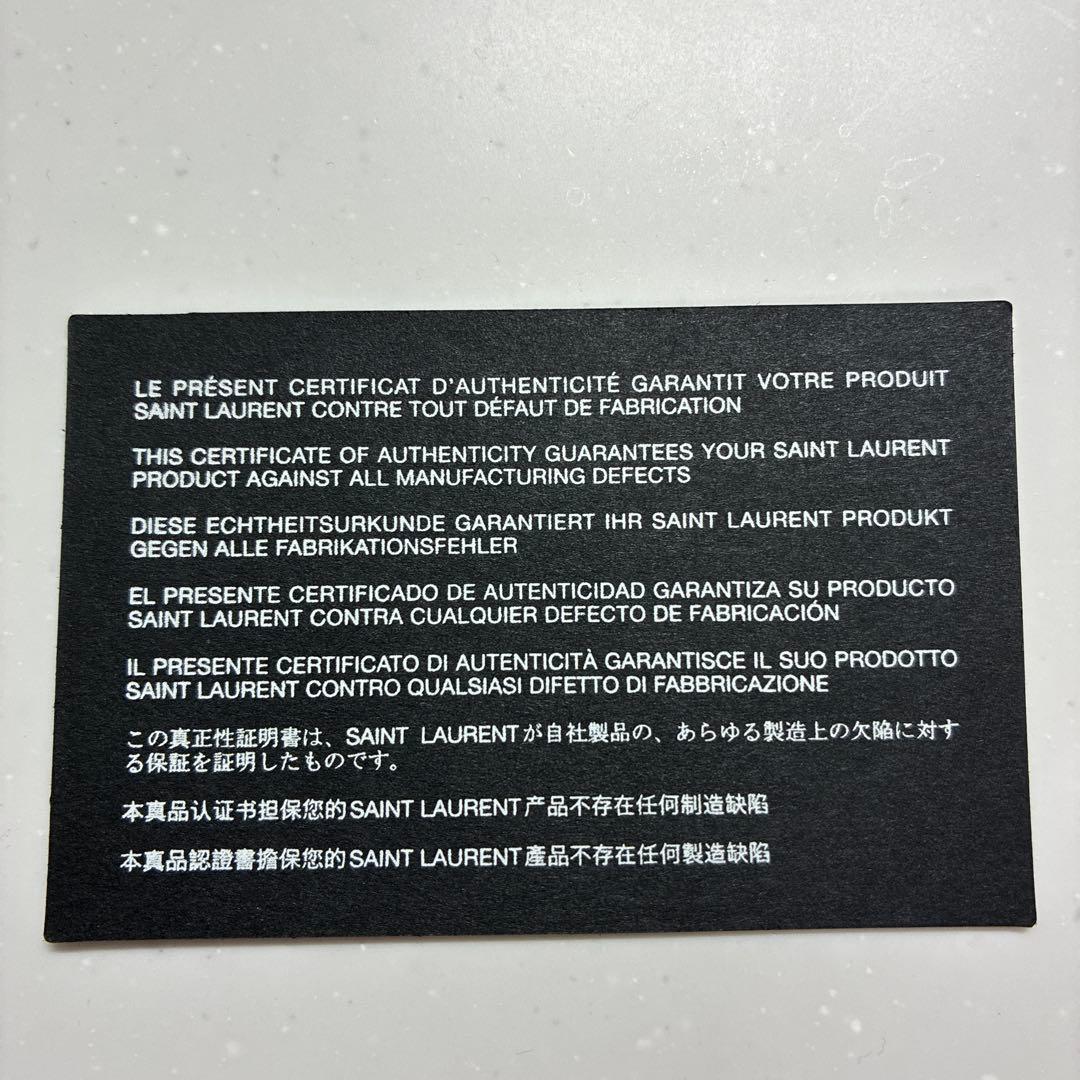 LE PRÉSENT CERTIFICAT D'AUTHENTICITÉ GARANTIT VOTRE PRODUIT
SAINT LAURENT CONTRE TOUT DÉFAUT DE FABRICATION
THIS CERTIFICATE OF AUTHENTICITY GUARANTEES YOUR SAINT LAURENT
PRODUCT AGAINST ALL MANUFACTURING DEFECTS
DIESE ECHTHEITSURKUNDE GARANTIERT IHR SAINT LAURENT PRODUKT
GEGEN ALLE FABRIKATIONSFEHLER
EL PRESENTE CERTIFICADO DE AUTENTICIDAD GARANTIZA SU PRODUCTO
SAINT LAURENT CONTRA CUALQUIER DEFECTO DE FABRICACIÓN
IL PRESENTE CERTIFICATO DI AUTENTICITÀ GARANTISCE IL SUO PRODOTTO
SAINT LAURENT CONTRO QUALSIASI DIFETTO DI FABBRICAZIONE
この真正性証明書は、SAINT LAURENTが自社製品の、あらゆる製造上の欠陥に対す
る保証を証明したものです。
本真品认证书担保您的SAINT LAURENT产品不存在任何制造缺陷
本真品認證書擔保您的SAINT LAURENT產品不存在任何製造缺陷